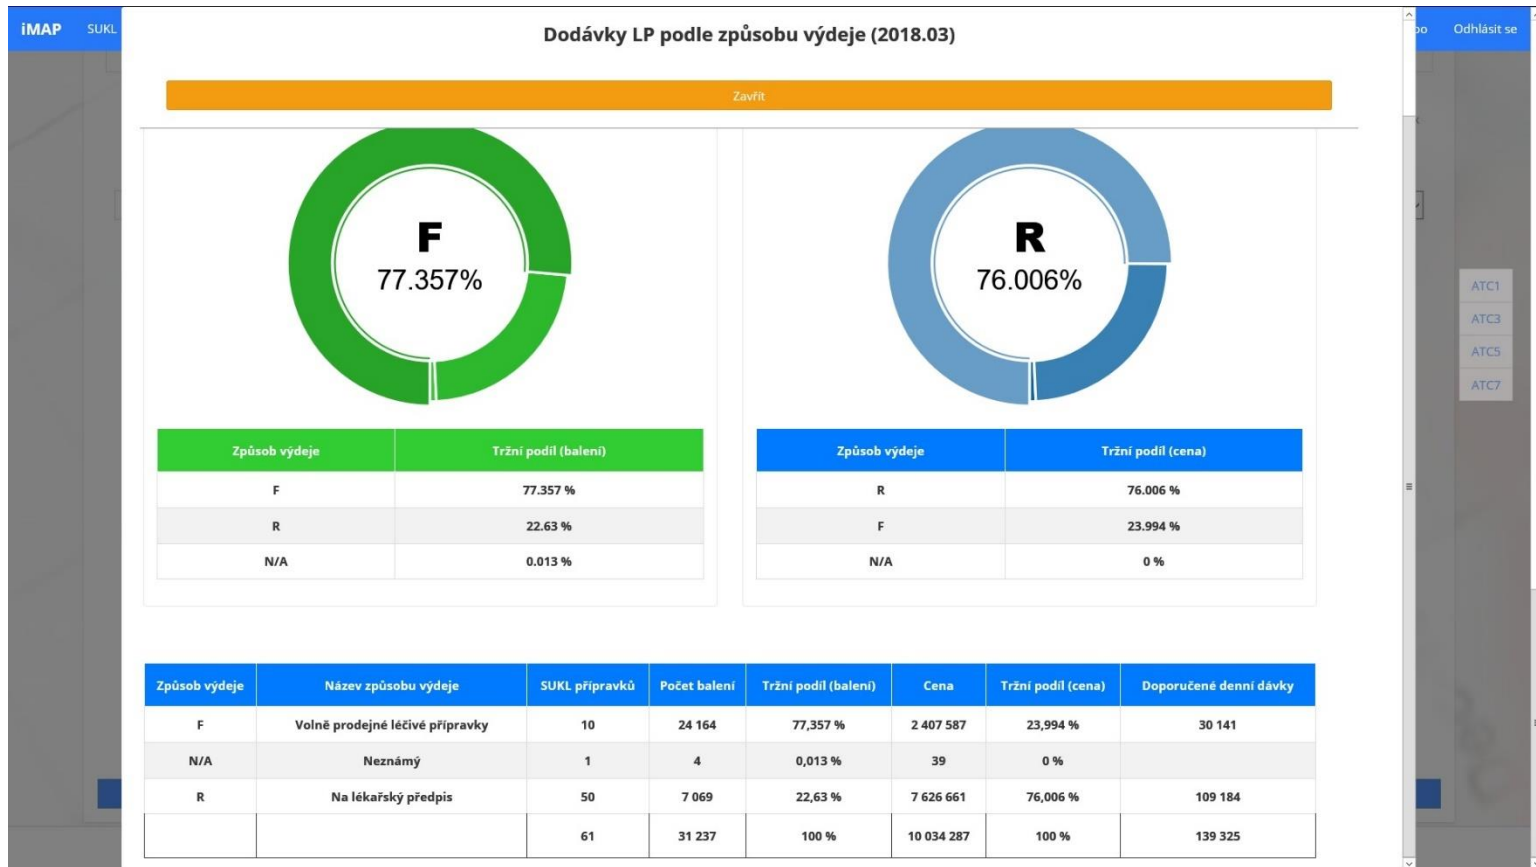 iMAP SUKL Odhlásit se
Dodávky LP podle způsobu výdeje (2018.03)
Zavřít
F
77.357%
R
76.006%
ATC1
ATC3
ATC5
ATC7
Způsob výdeje Tržní podíl (balení)
F 77.357 %
R 22.63 %
N/A 0.013 %
Způsob výdeje Tržní podíl (cena)
R 76.006 %
F 23.994 %
N/A 0 %
Způsob výdeje Název způsobu výdeje SUKL přípravků Počet balení Tržní podíl (balení) Cena Tržní podíl (cena) Doporučené denní dávky
F Volně prodejné léčivé přípravky 10 24 164 77,357 % 2 407 587 23,994 % 30 141
N/A Neznámý 1 4 0,013 % 39 0 %
R Na lékařský předpis 50 7 069 22,63 % 7 626 661 76,006 % 109 184
61 31 237 100 % 10 034 287 100 % 139 325